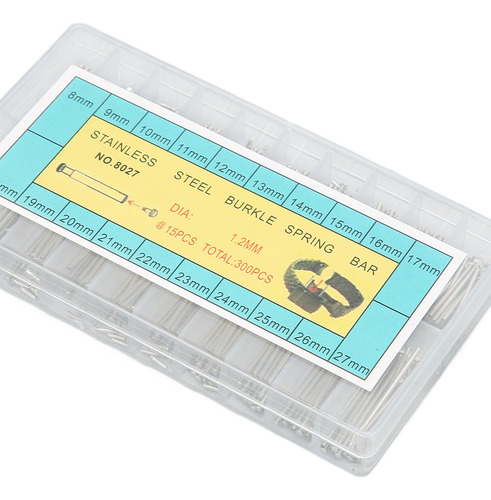 8mm 9mm 10mm 11mm 12mm 13mm 14mm 15mm 16mm 17mm
STAINLESS STEEL BURKLE SPRING BAR
NO.8027
DIA: 1.2MM
@15PCS TOTAL:300PCS
mm 19mm 20mm 21mm 22mm 23mm 24mm 25mm 26mm 27mm